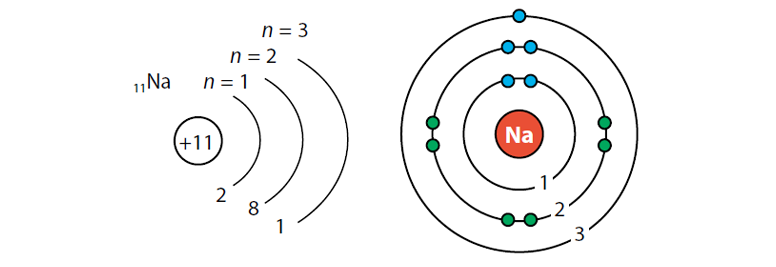 n = 3
n = 2
₁₁Na
n = 1
+11
2
8
1
Na
1
2
3